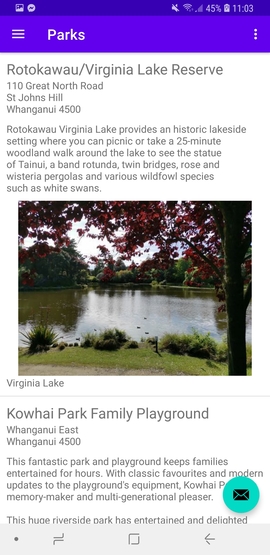 45% 11:03
Parks
Rotokawau/Virginia Lake Reserve
110 Great North Road
St Johns Hill
Whanganui 4500
Rotokawau Virginia Lake provides an historic lakeside
setting where you can picnic or take a 25-minute
woodland walk around the lake to see the statue
of Tainui, a band rotunda, twin bridges, rose and
wisteria pergolas and various wildfowl species
such as white swans.
Virginia Lake
Kowhai Park Family Playground
Whanganui East
Whanganui 4500
This fantastic park and playground keeps families
entertained for hours. With classic favourites and modern
updates to the playground's equipment, Kowhai
memory-maker and multi-generational pleaser.
This huge riverside park has entertained and delighted